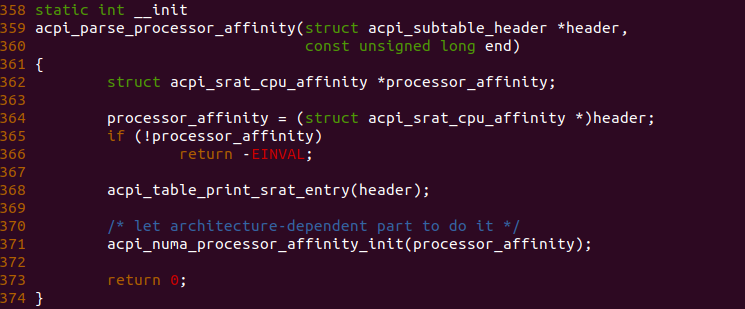 358 static int __init
359 acpi_parse_processor_affinity(struct acpi_subtable_header *header,
360                               const unsigned long end)
361 {
362         struct acpi_srat_cpu_affinity *processor_affinity;
363
364         processor_affinity = (struct acpi_srat_cpu_affinity *)header;
365         if (!processor_affinity)
366                 return -EINVAL;
367
368         acpi_table_print_srat_entry(header);
369
370         /* let architecture-dependent part to do it */
371         acpi_numa_processor_affinity_init(processor_affinity);
372
373         return 0;
374 }